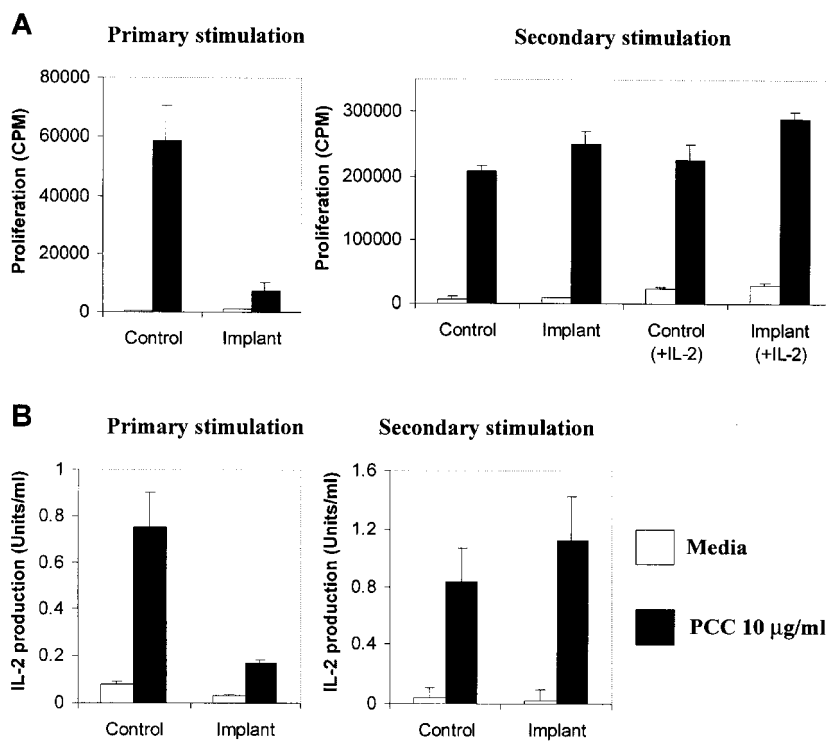 A
Primary stimulation
Secondary stimulation
Proliferation (CPM)
80000
60000
40000
20000
0
Control
Implant
Proliferation (CPM)
300000
200000
100000
0
Control
Implant
Control
(+IL-2)
Implant
(+IL-2)
B
Primary stimulation
Secondary stimulation
IL-2 production (Units/ml)
1
0.8
0.6
0.4
0.2
0
Control
Implant
IL-2 production (Units/ml)
1.6
1.2
0.8
0.4
0
Control
Implant
Media
PCC 10 µg/ml